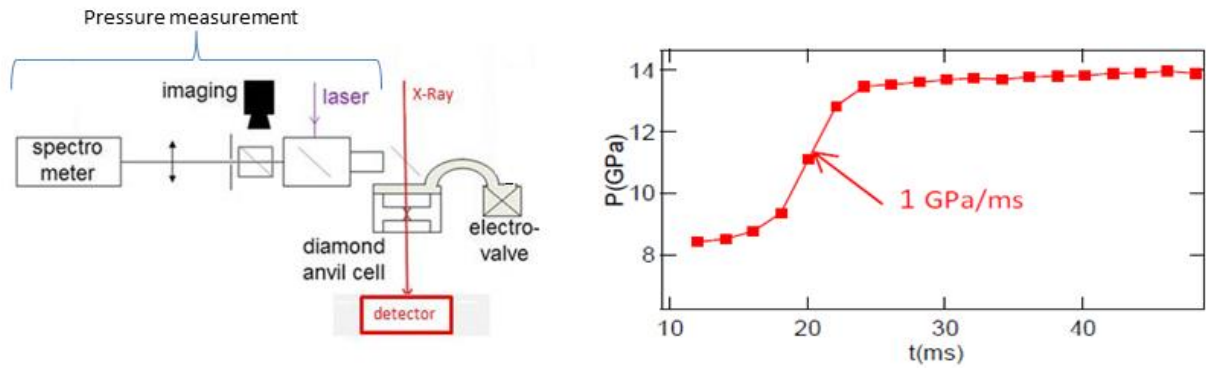 Pressure measurement
imaging
laser
X-Ray
spectro
meter
diamond
anvil cell
electro-
valve
detector
P(GPa)
14
12
10
8
1 GPa/ms
10
20
30
40
t(ms)